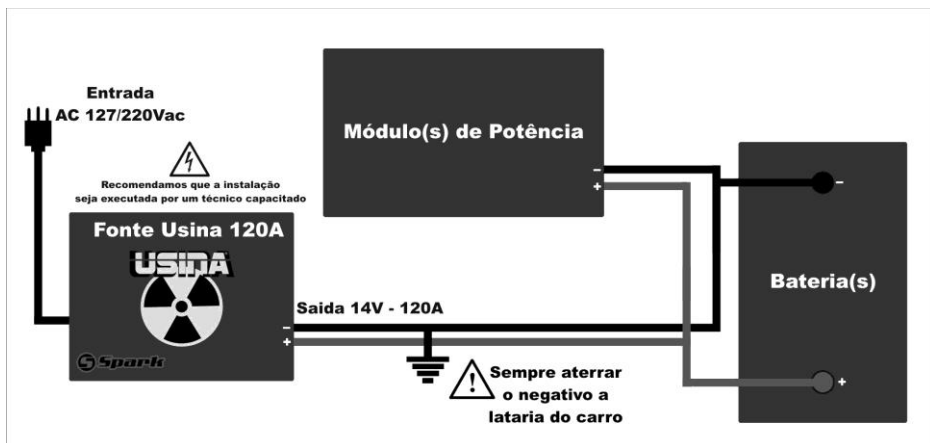 Entrada
AC 127/220Vac
Recomendamos que a instalação
seja executada por um técnico capacitado
Fonte Usina 120A
USINA
Spark
Saida 14V - 120A
-
+
Sempre aterrar
o negativo a
lataria do carro
Módulo(s) de Potência
-
+
Bateria(s)
-
+